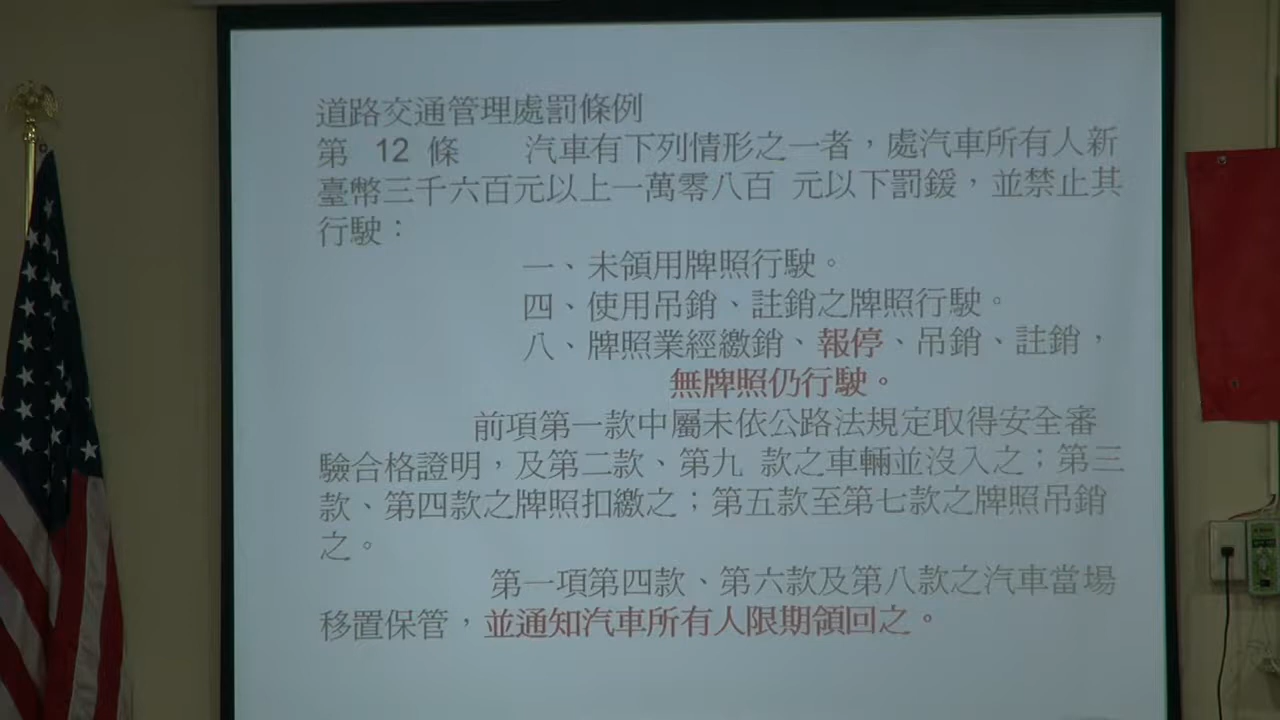 道路交通管理處罰條例
第 12 條 汽車有下列情形之一者，處汽車所有人新
臺幣三千六百元以上一萬零八百 元以下罰鍰，並禁止其
行駛：
一、未領用牌照行駛。
四、使用吊銷、註銷之牌照行駛。
八、牌照業經繳銷、報停、吊銷、註銷，
無牌照仍行駛。
前項第一款中屬未依公路法規定取得安全審
驗合格證明，及第二款、第九 款之車輛並沒入之；第三
款、第四款之牌照扣繳之；第五款至第七款之牌照吊銷
之。
第一項第四款、第六款及第八款之汽車當場
移置保管，並通知汽車所有人限期領回之。